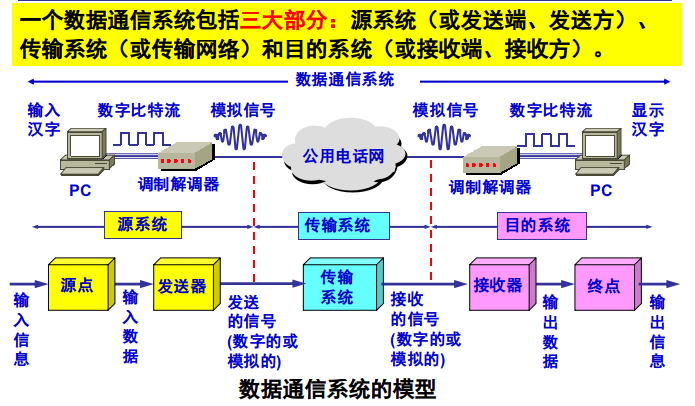 一个数据通信系统包括三大部分：源系统（或发送端、发送方）、
传输系统（或传输网络）和目的系统（或接收端、接收方）。
数据通信系统
输入
汉字
数字比特流
模拟信号
模拟信号
数字比特流
显示
汉字
公用电话网
PC
调制解调器
调制解调器
PC
源系统
传输系统
目的系统
源点
发送器
传输
系统
接收器
终点
输入信息
输入数据
发送
的信号
(数字的或
模拟的)
接收
的信号
(数字的或
模拟的)
输出数据
输出信息
数据通信系统的模型